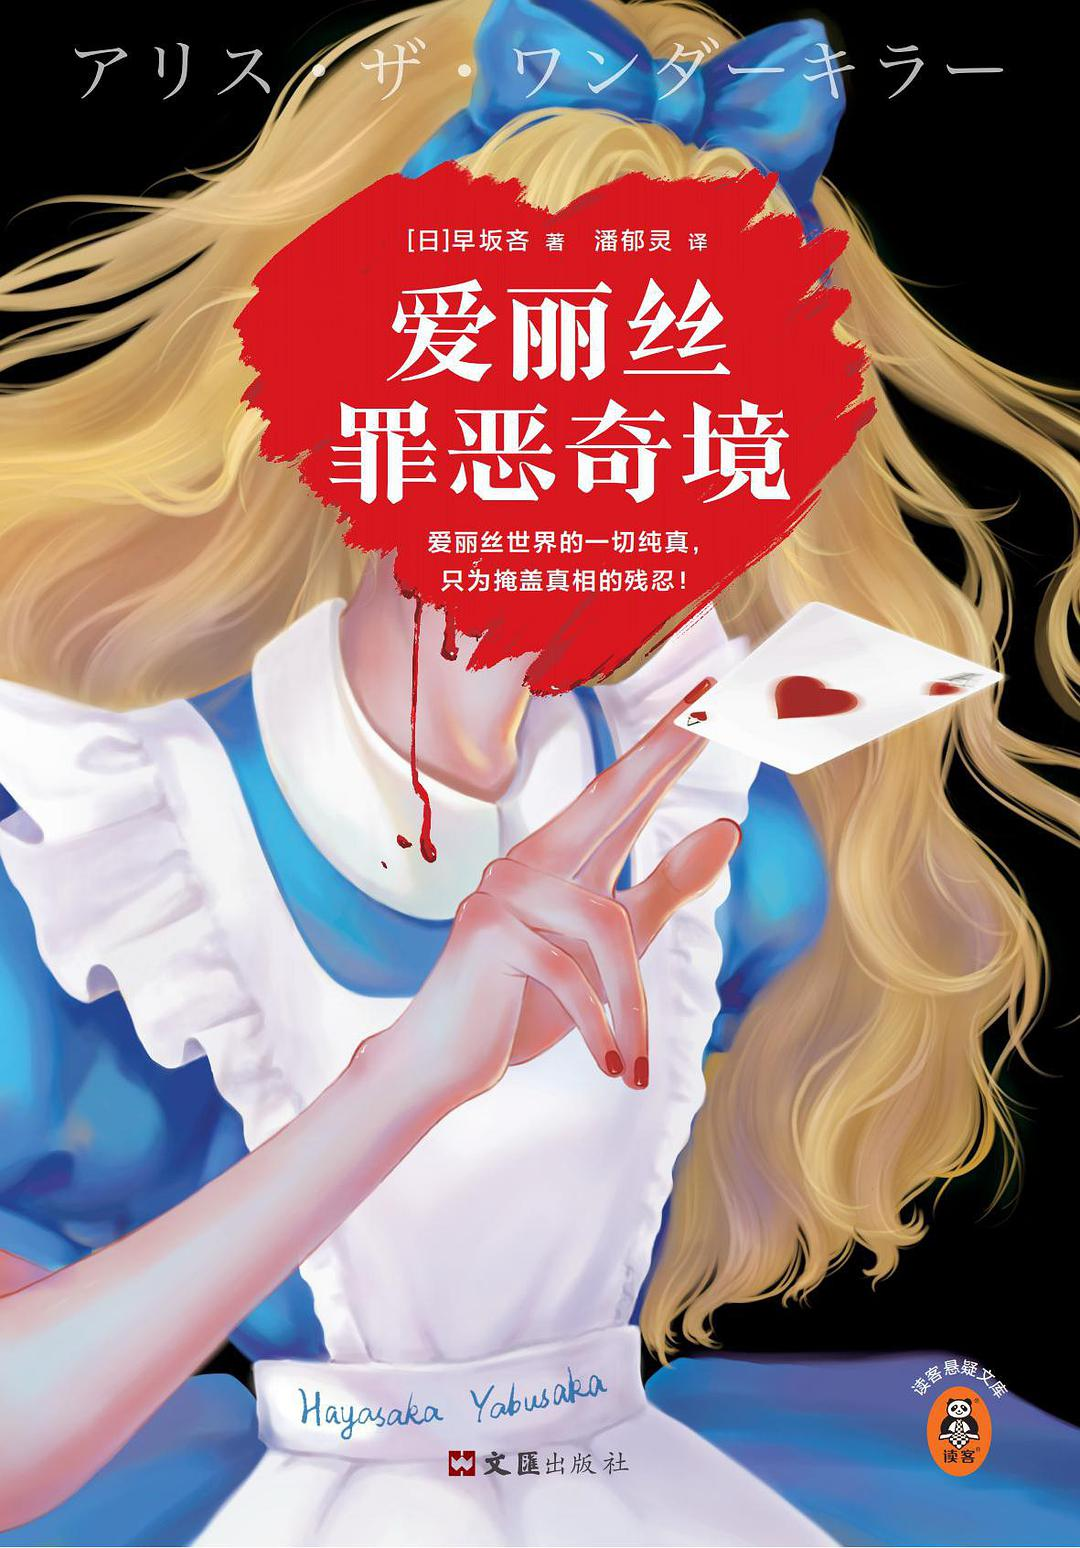 アリス・ザ・ワンダーキラー
[日]早坂吝 著 潘郁灵 译
爱丽丝
罪恶奇境
爱丽丝世界的一切纯真，
只为掩盖真相的残忍！
A
A
Hayasaka Yabusaka
文匯出版社
读客悬疑文库
读客